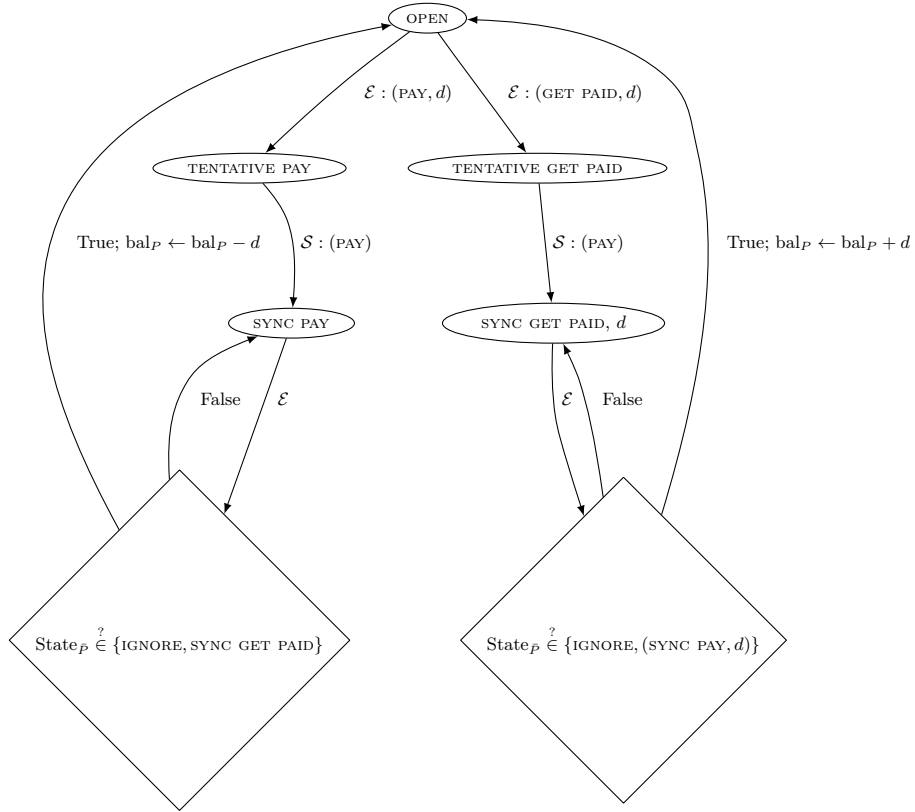 OPEN
ℰ : (PAY, d)
ℰ : (GET PAID, d)
TENTATIVE PAY
TENTATIVE GET PAID
True; bal_P ← bal_P − d
𝒮 : (PAY)
𝒮 : (PAY)
True; bal_P ← bal_P + d
SYNC PAY
SYNC GET PAID, d
False
ℰ
ℰ
False
State_P̄ ∈? {IGNORE, SYNC GET PAID}
State_P̄ ∈? {IGNORE, (SYNC PAY, d)}